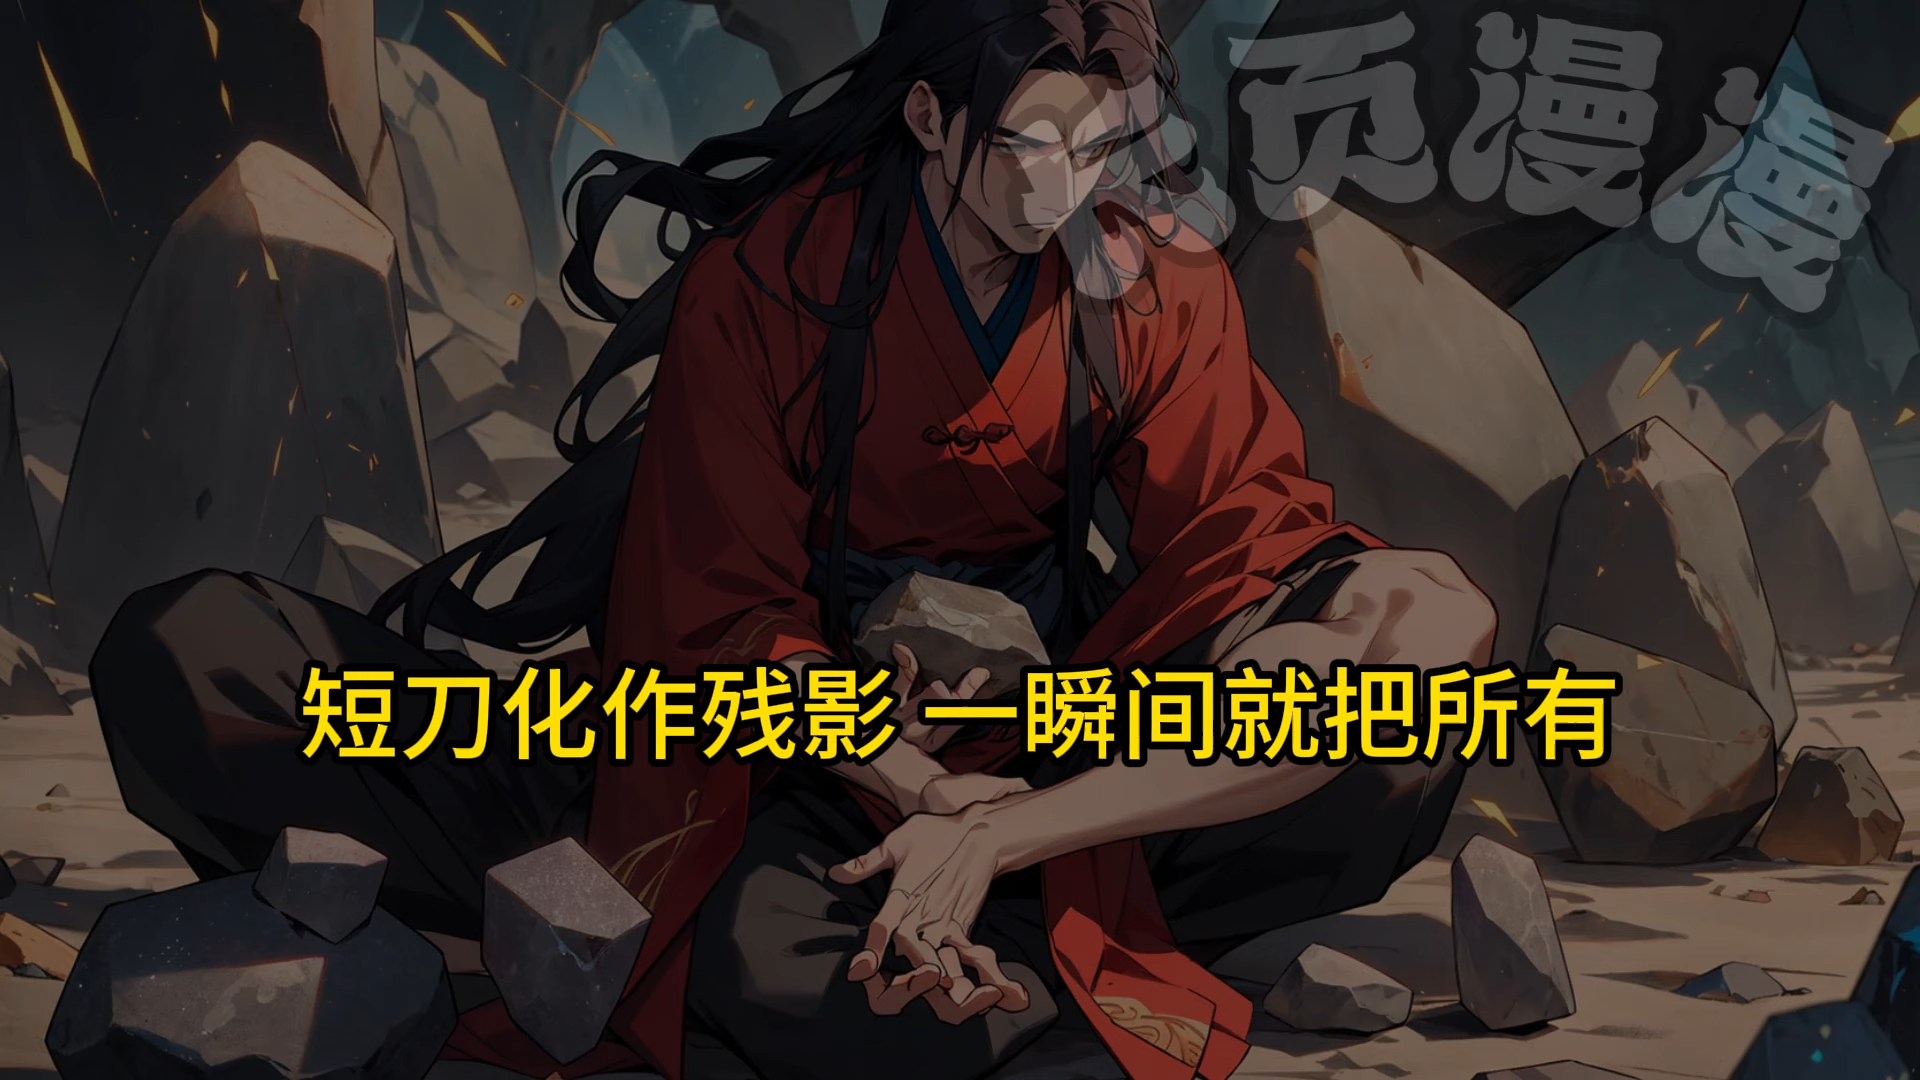 页漫漫
短刀化作残影 一瞬间就把所有